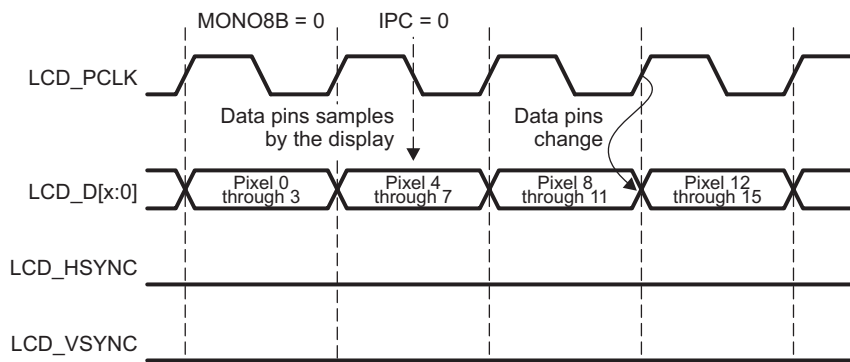 MONO8B = 0
IPC = 0
LCD_PCLK
Data pins samples
by the display
Data pins
change
LCD_D[x:0]
Pixel 0
through 3
Pixel 4
through 7
Pixel 8
through 11
Pixel 12
through 15
LCD_HSYNC
LCD_VSYNC